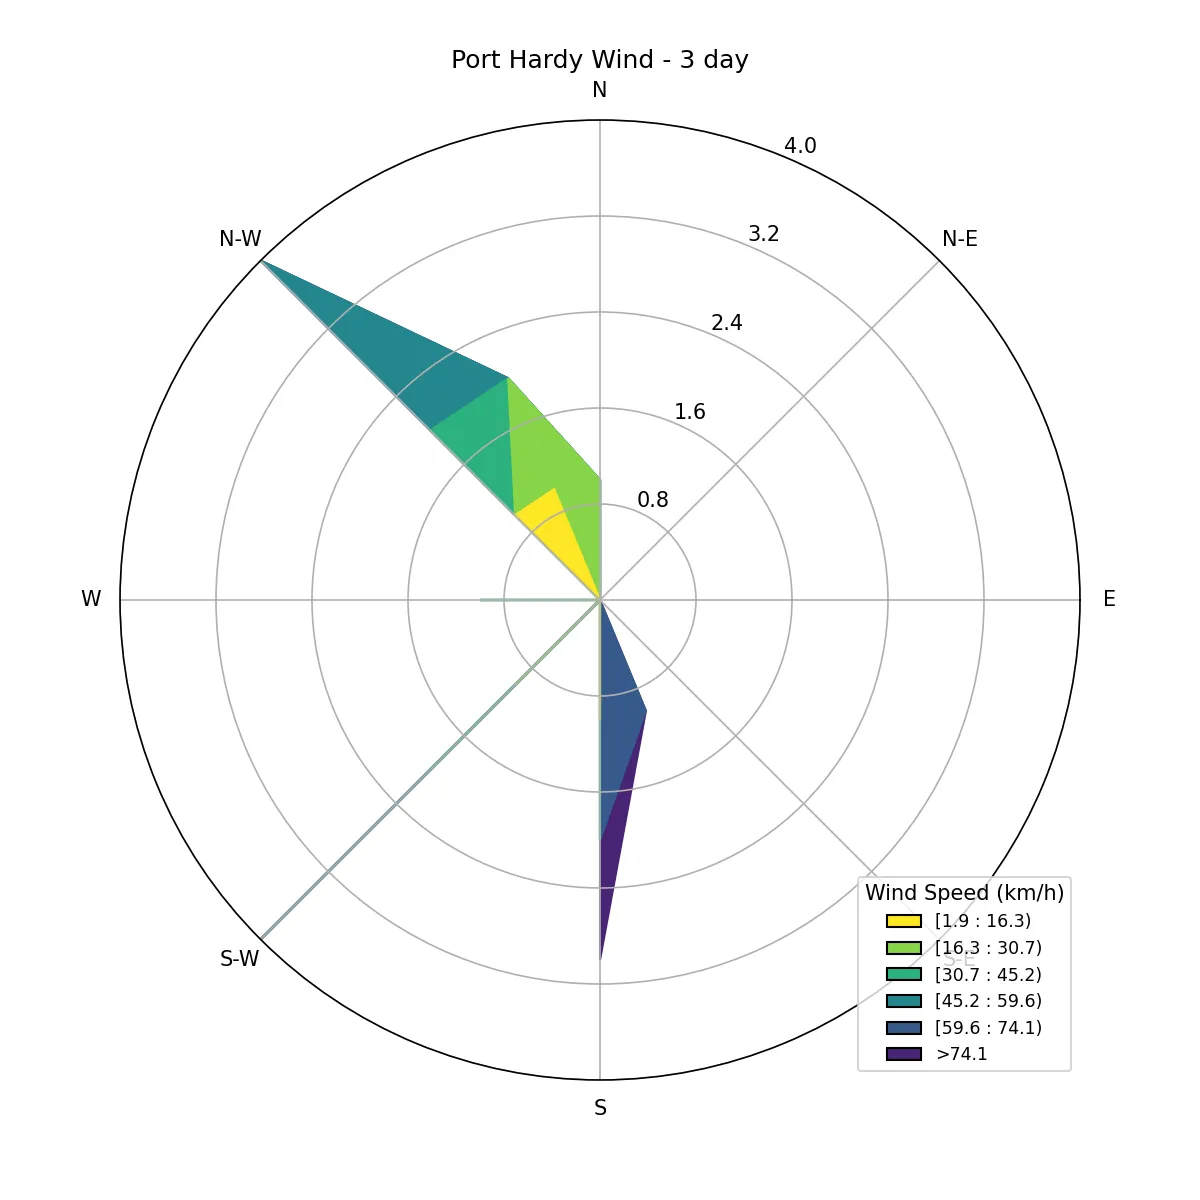 Port Hardy Wind - 3 day
N
4.0
N-W
N-E
3.2
2.4
1.6
0.8
W
E
Wind Speed (km/h)
[1.9 : 16.3)
[16.3 : 30.7)
[30.7 : 45.2)
[45.2 : 59.6)
[59.6 : 74.1)
>74.1
S-W
S-E
S